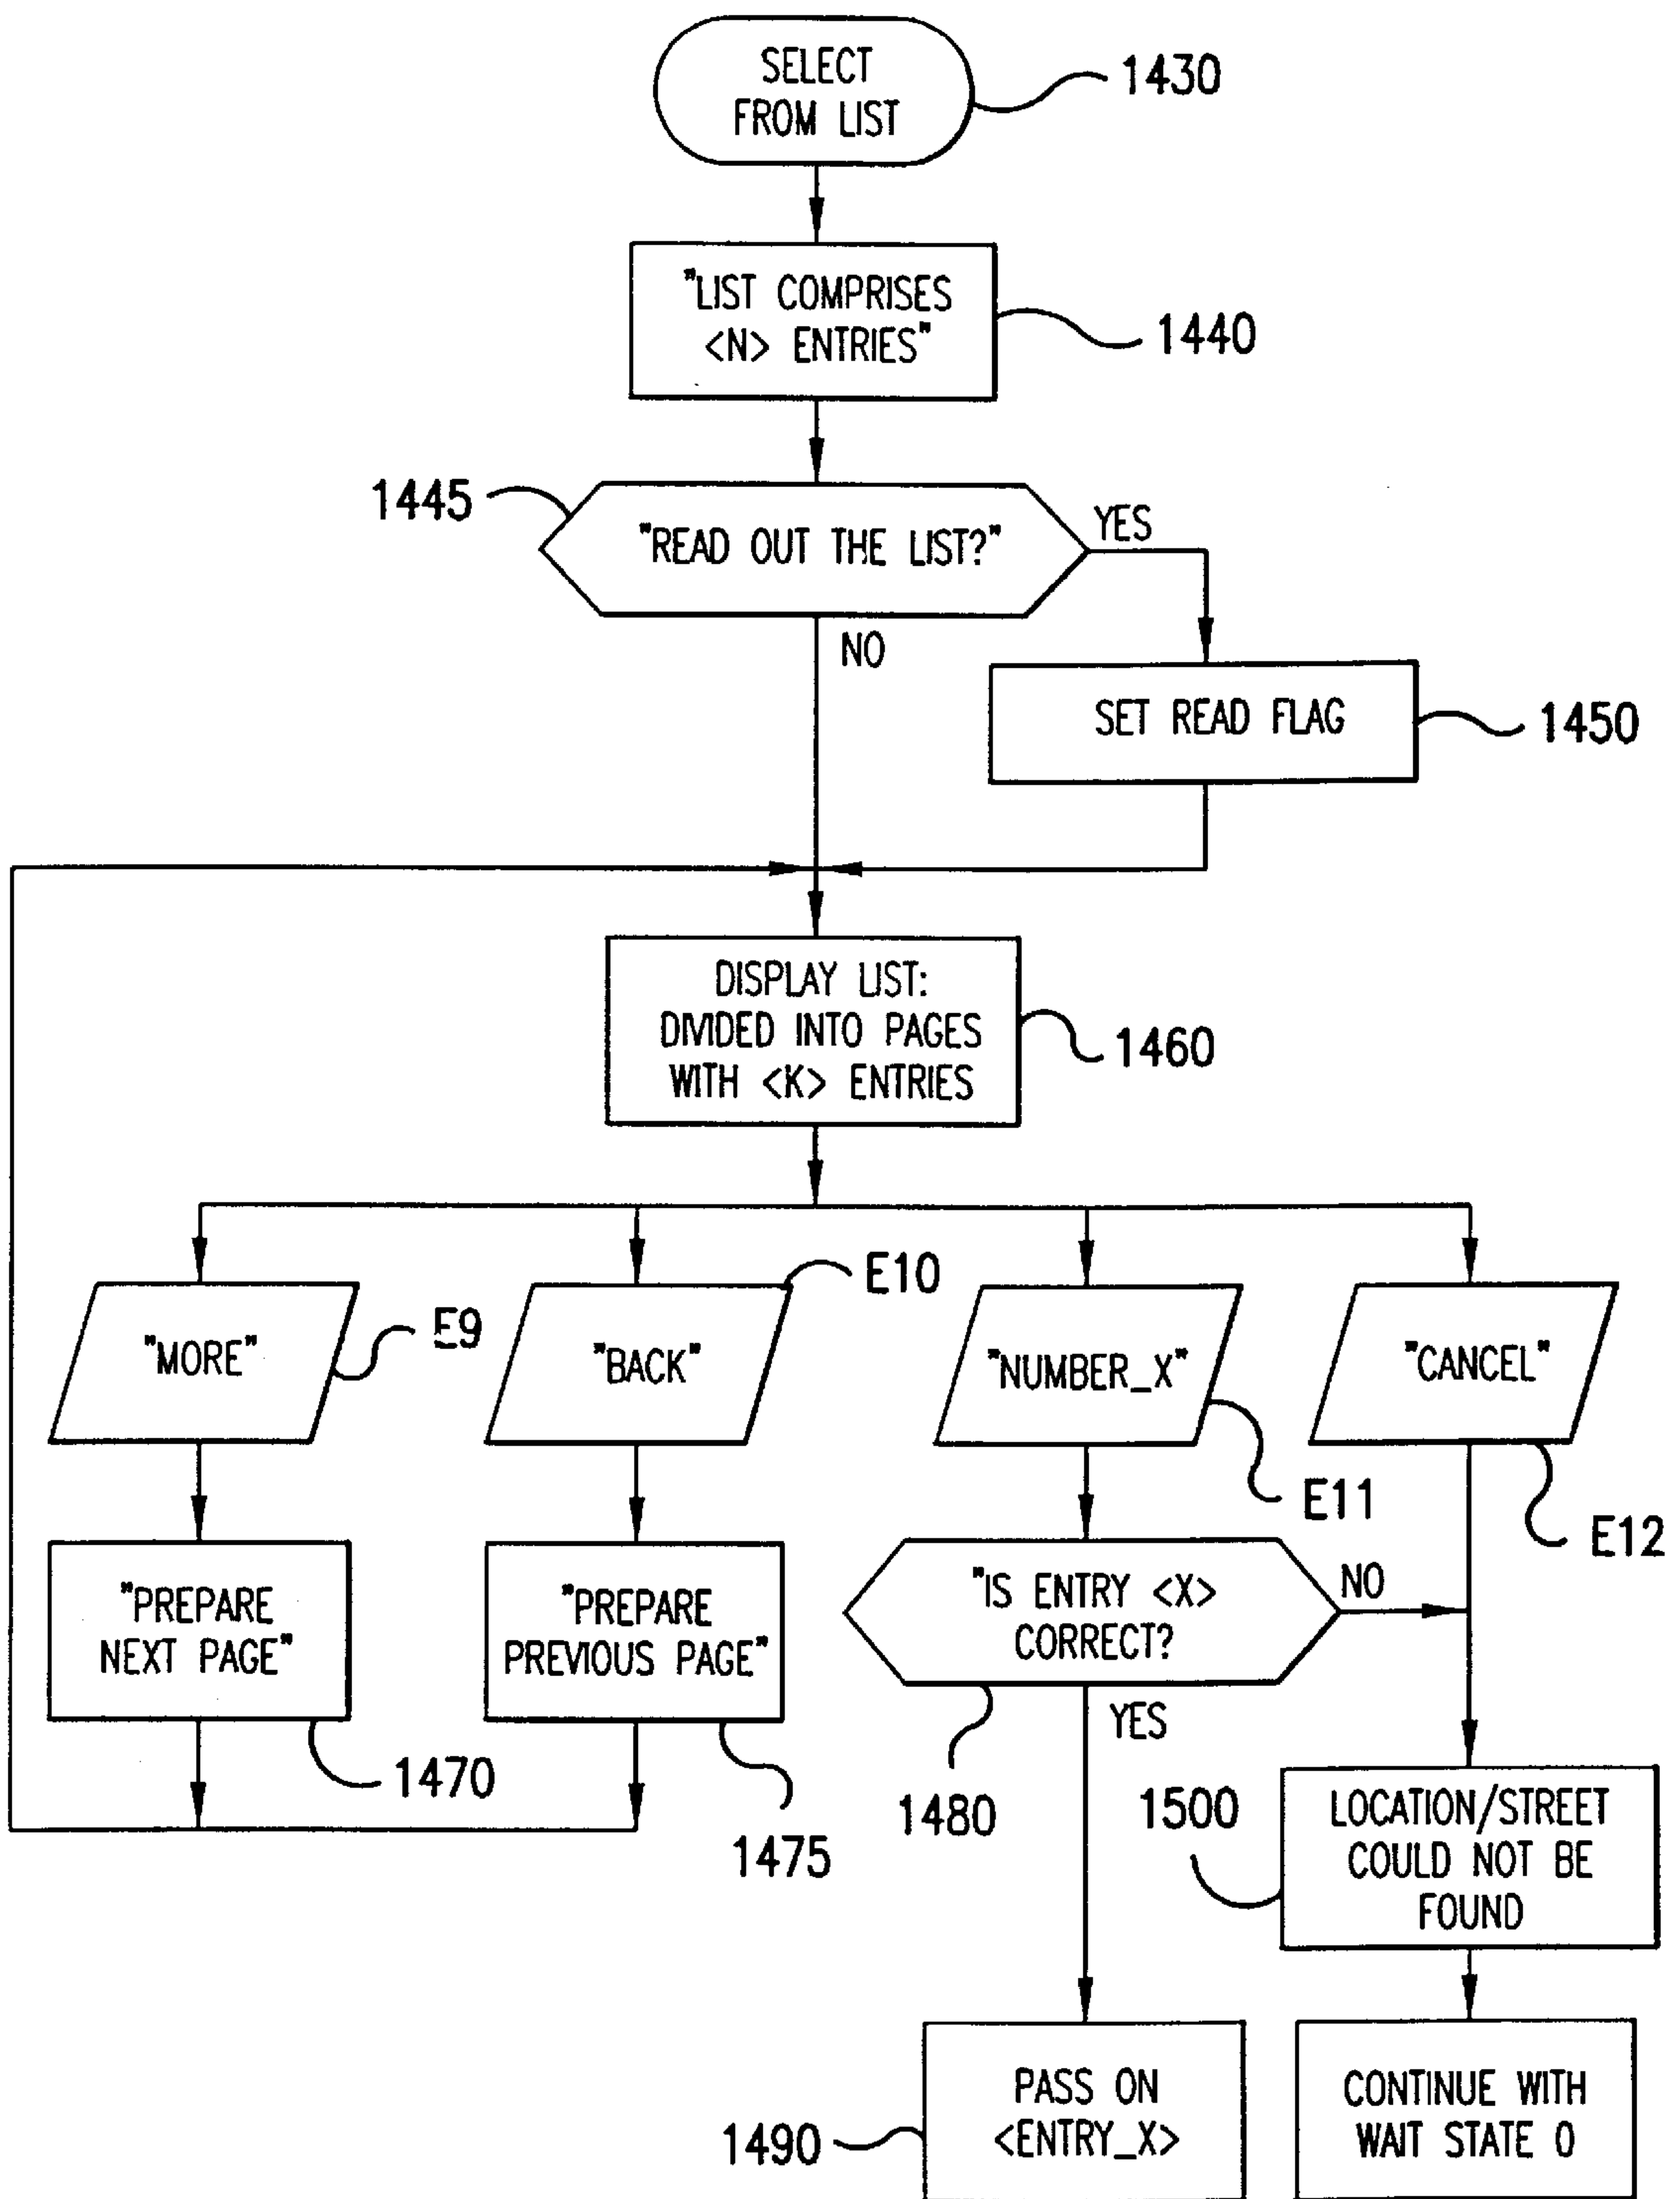 SELECT
FROM LIST
1430
"LIST COMPRISES
<N> ENTRIES"
1440
1445
"READ OUT THE LIST?"
YES
NO
SET READ FLAG
1450
DISPLAY LIST:
DIVIDED INTO PAGES
WITH <K> ENTRIES
1460
"MORE"
E9
"BACK"
E10
"NUMBER_X"
E11
"CANCEL"
E12
"PREPARE
NEXT PAGE"
1470
"PREPARE
PREVIOUS PAGE"
1475
"IS ENTRY <X>
CORRECT?
NO
YES
1480
1500
LOCATION/STREET
COULD NOT BE
FOUND
1490
PASS ON
<ENTRY_X>
CONTINUE WITH
WAIT STATE 0